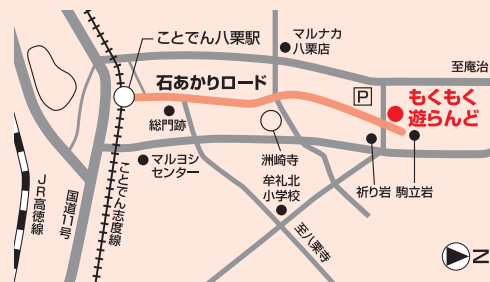 ことでん八栗駅
マルナカ
八栗店
至庵治
石あかりロード
P
もくもく
遊らんど
総門跡
洲崎寺
マルヨシ
センター
牟礼北
小学校
祈り岩
駒立岩
ことでん志度線
国道11号
JR高徳線
至八栗寺
N